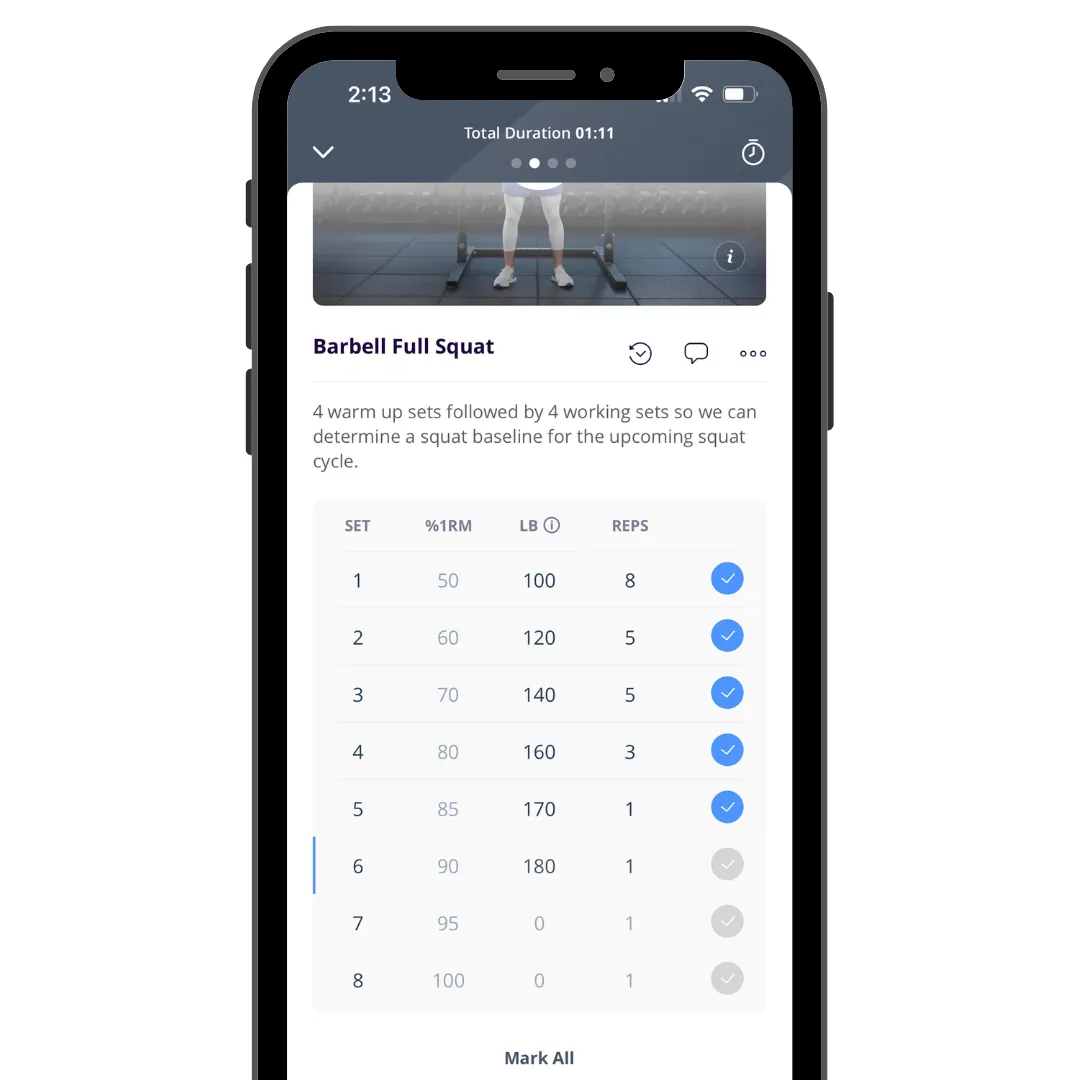 2:13
Total Duration 01:11
Barbell Full Squat
4 warm up sets followed by 4 working sets so we can
determine a squat baseline for the upcoming squat
cycle.
SET %1RM LB REPS
1 50 100 8
2 60 120 5
3 70 140 5
4 80 160 3
5 85 170 1
6 90 180 1
7 95 0 1
8 100 0 1
Mark All